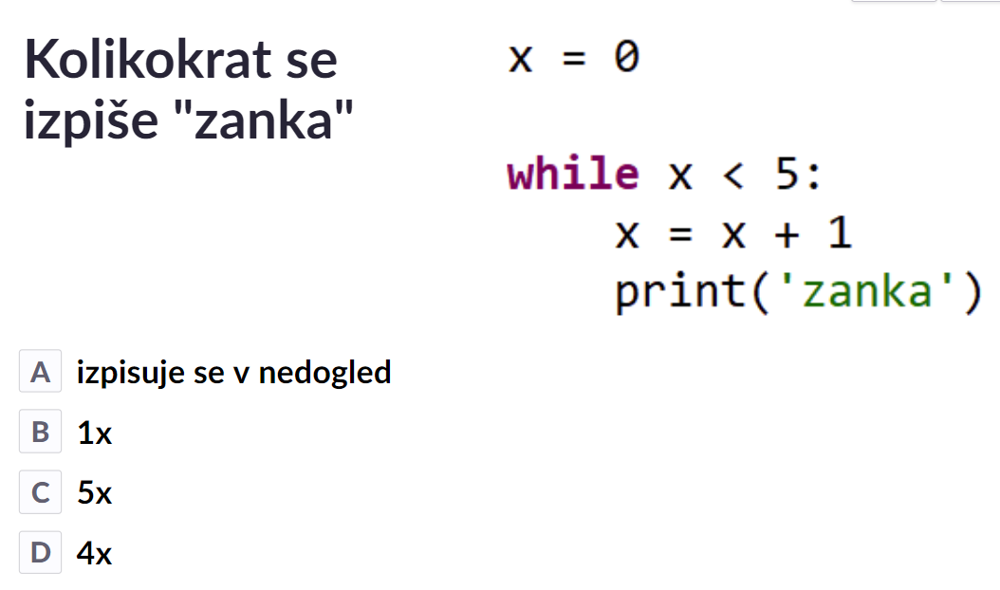 Kolikokrat se
izpiše "zanka"
x = 0
while x < 5:
    x = x + 1
    print('zanka')
A izpisuje se v nedogled
B 1x
C 5x
D 4x